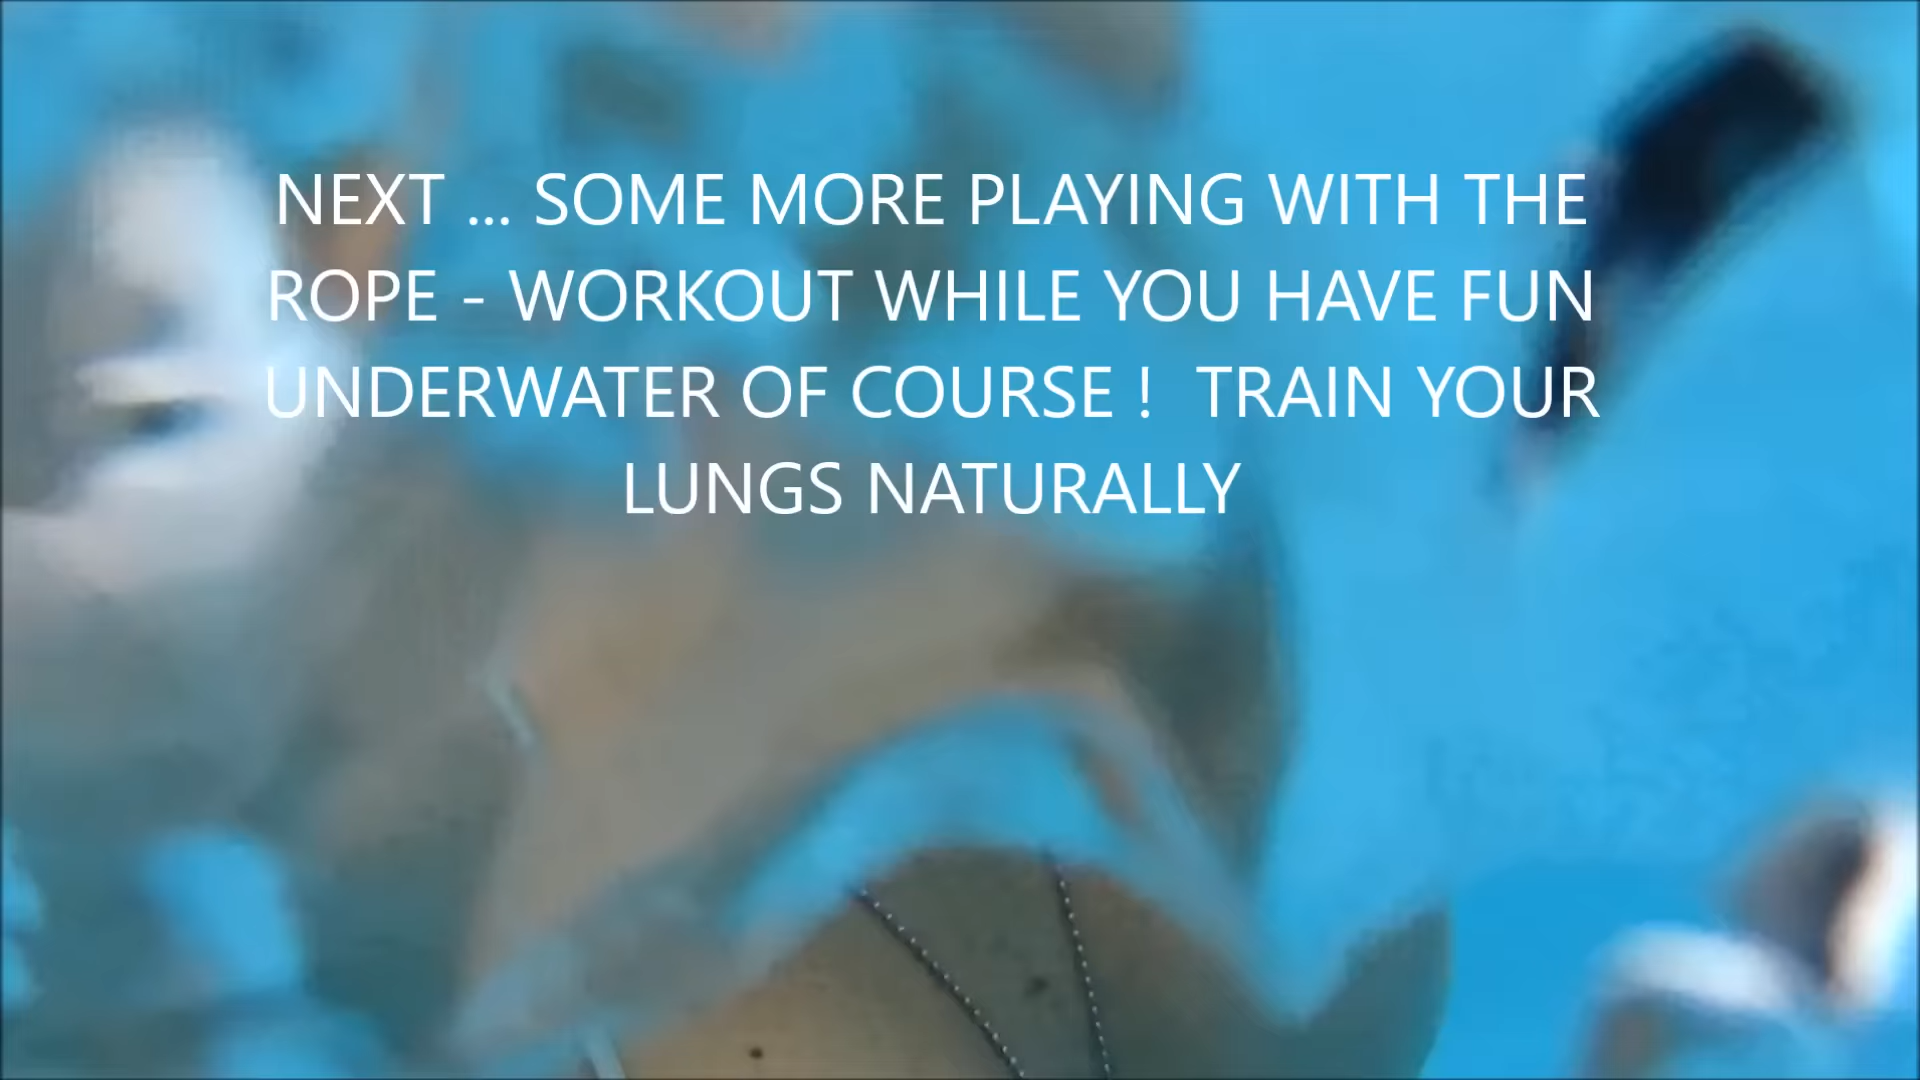 NEXT ... SOME MORE PLAYING WITH THE
ROPE - WORKOUT WHILE YOU HAVE FUN
UNDERWATER OF COURSE !  TRAIN YOUR
LUNGS NATURALLY